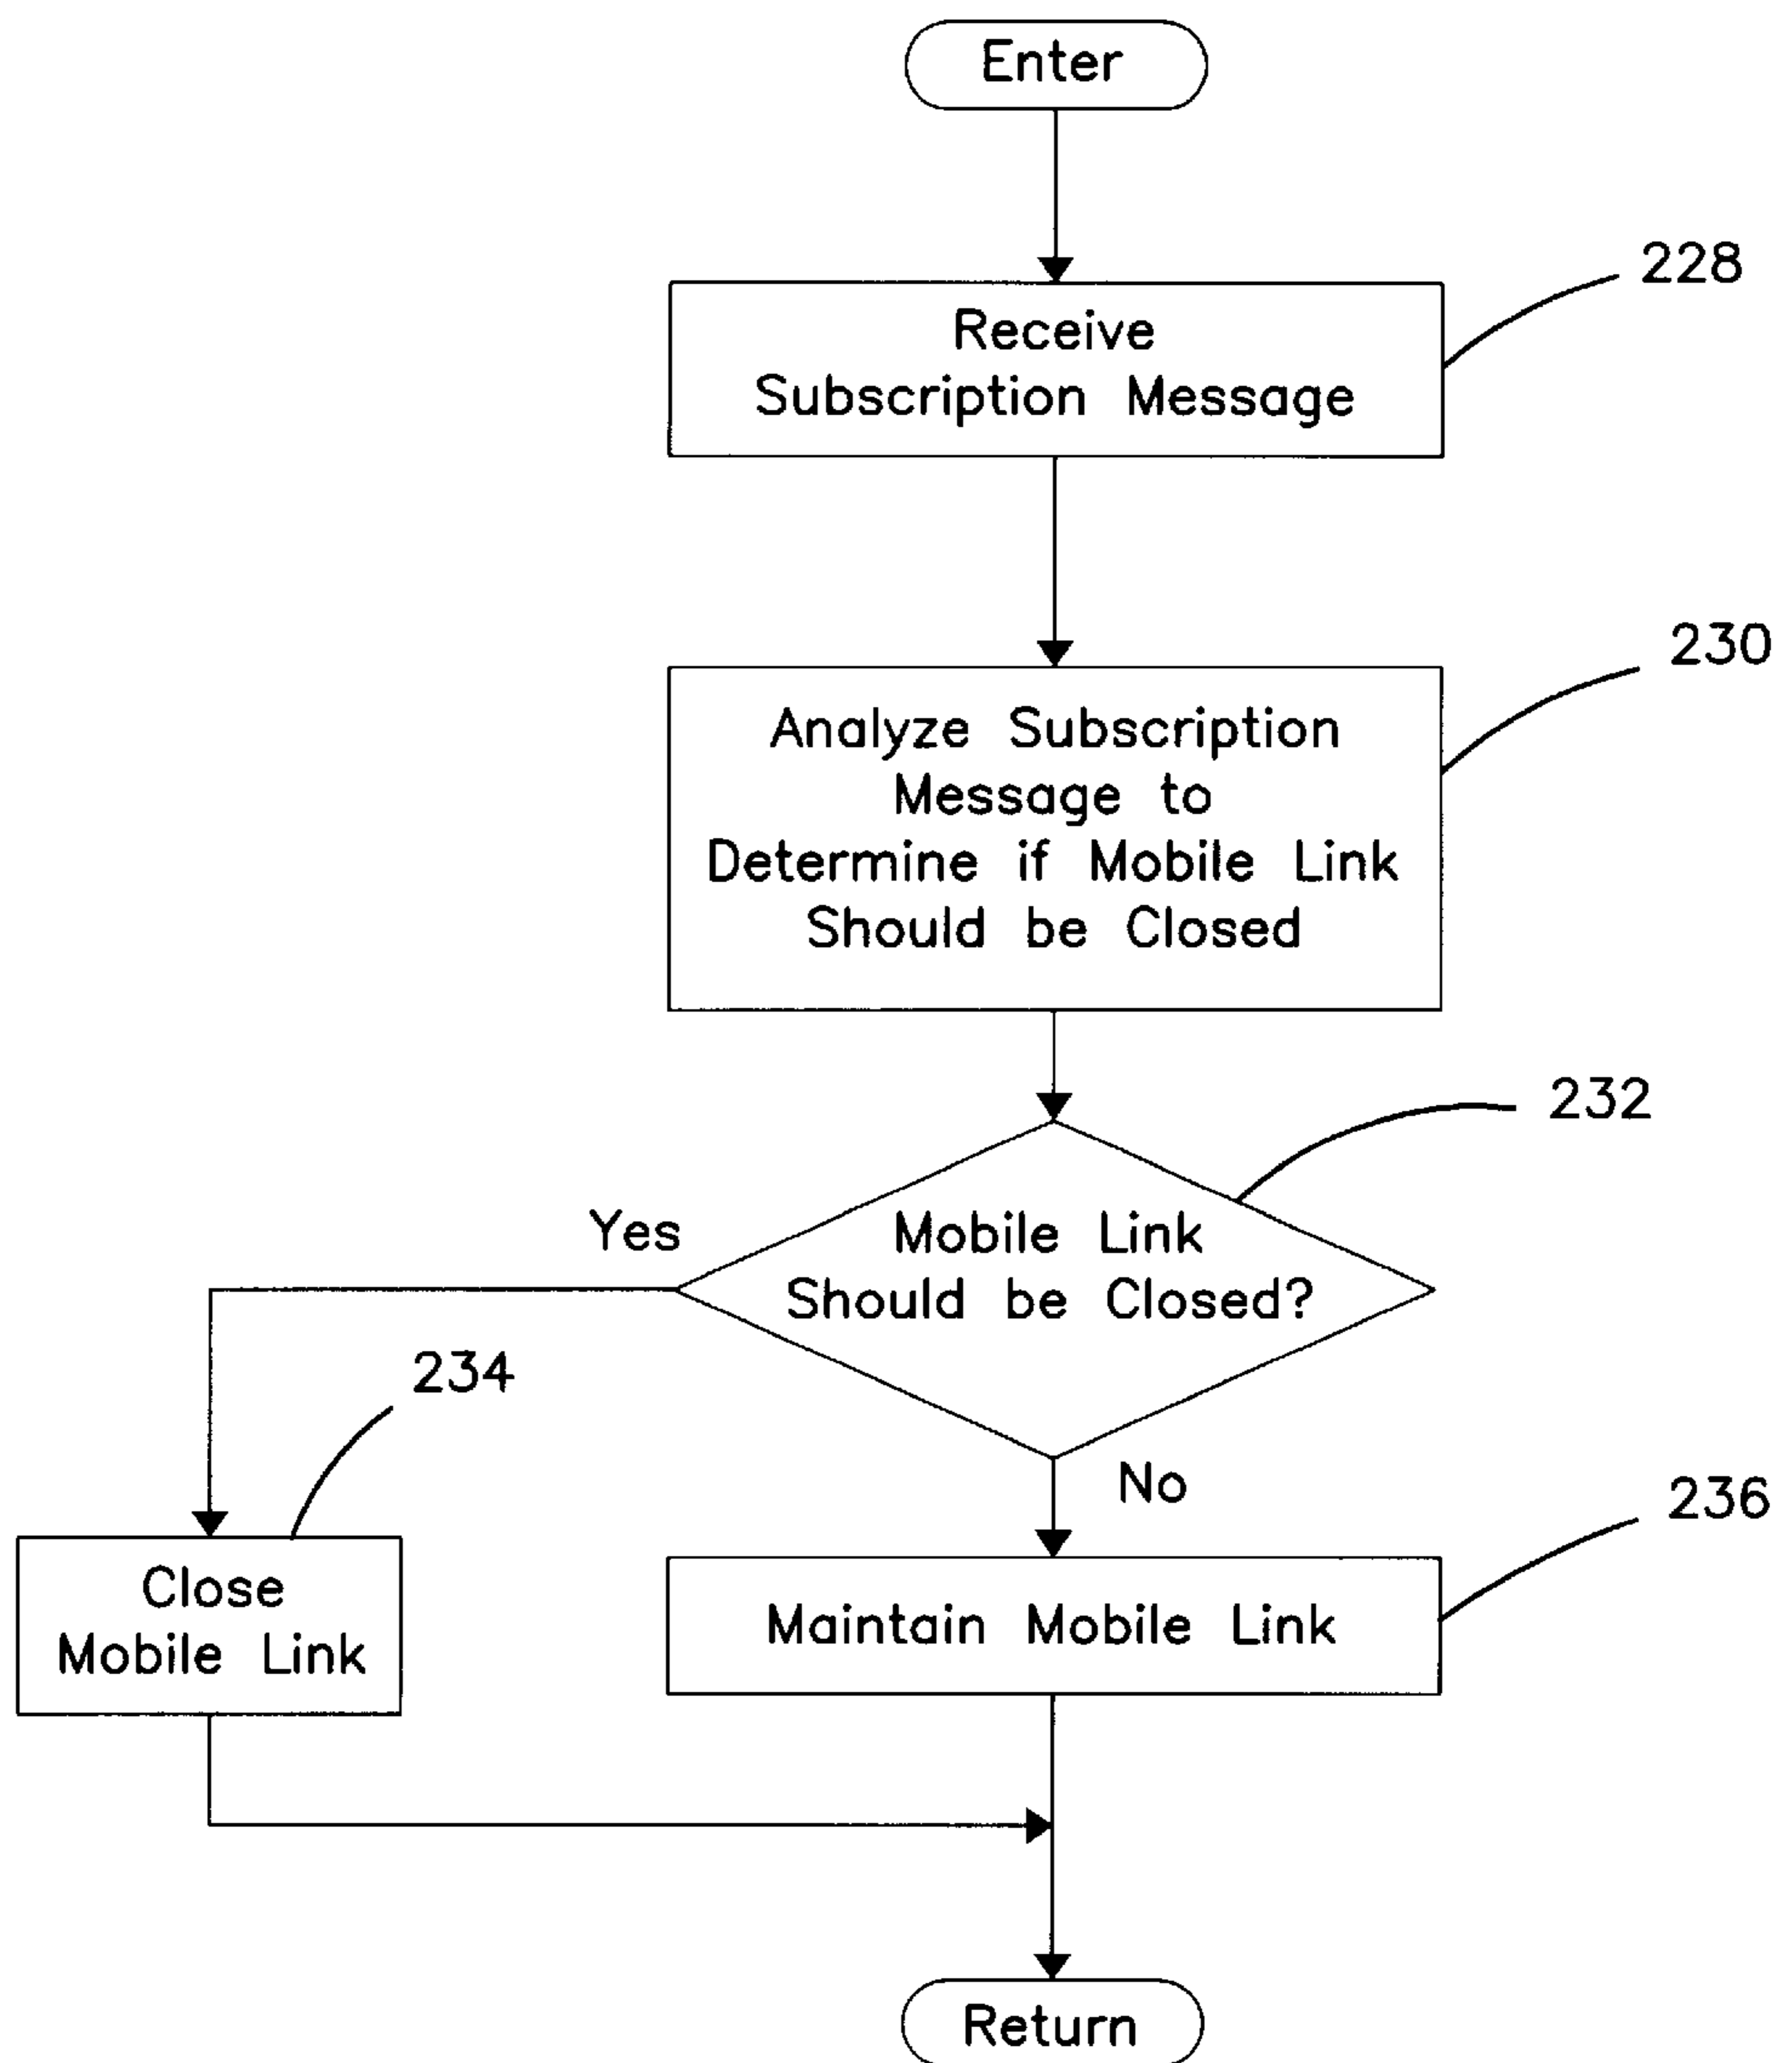 Enter
228
Receive
Subscription Message
230
Analyze Subscription
Message to
Determine if Mobile Link
Should be Closed
232
Yes
Mobile Link
Should be Closed?
234
No
236
Close
Mobile Link
Maintain Mobile Link
Return